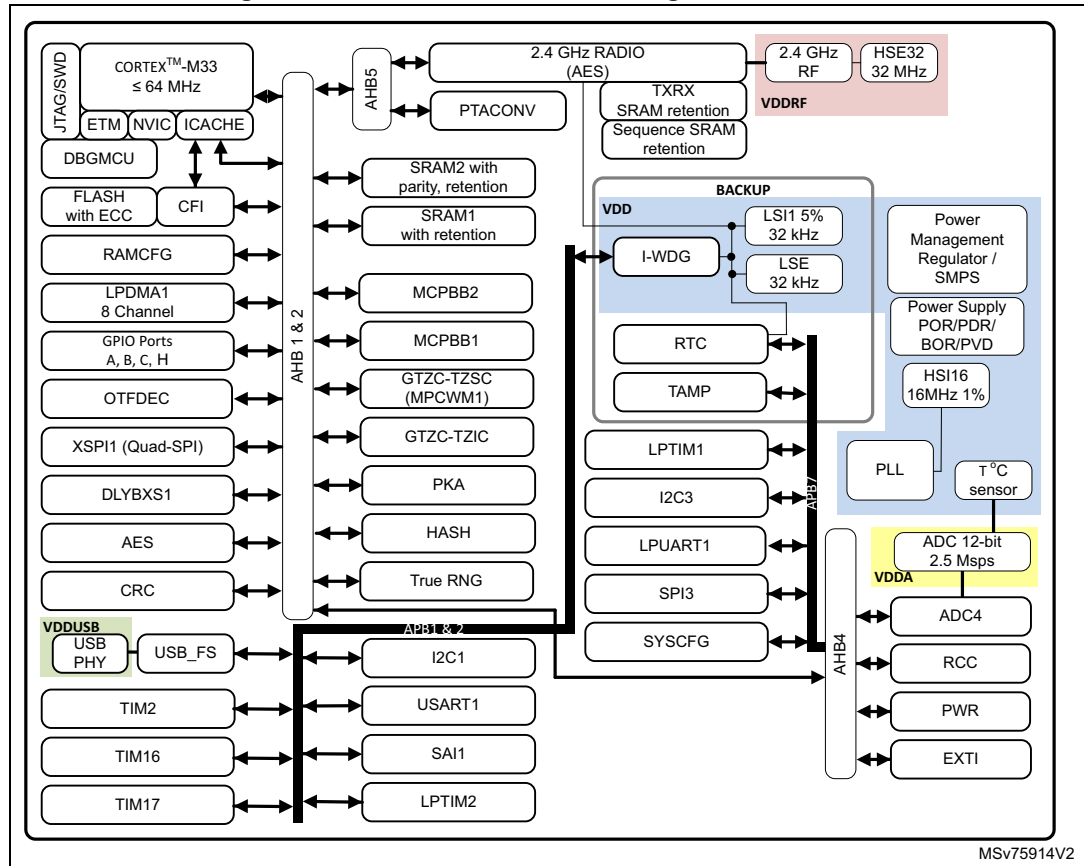 JTAG/SWD
CORTEX™-M33
≤ 64 MHz
ETM
NVIC
ICACHE
DBGMCU
FLASH
with ECC
CFI
RAMCFG
LPDMA1
8 Channel
GPIO Ports
A, B, C, H
OTFDEC
XSPI1 (Quad-SPI)
DLYBXS1
AES
CRC
VDDUSB
USB
PHY
USB_FS
TIM2
TIM16
TIM17
AHB 1 & 2
AHB5
2.4 GHz RADIO
(AES)
PTACONV
TXRX
SRAM retention
Sequence SRAM
retention
2.4 GHz
RF
HSE32
32 MHz
VDDRF
SRAM2 with
parity, retention
SRAM1
with retention
MCPBB2
MCPBB1
GTZC-TZSC
(MPCWM1)
GTZC-TZIC
PKA
HASH
True RNG
APB1 & 2
I2C1
USART1
SAI1
LPTIM2
BACKUP
VDD
I-WDG
LSI1 5%
32 kHz
LSE
32 kHz
RTC
TAMP
LPTIM1
I2C3
LPUART1
SPI3
SYSCFG
APB7
Power
Management
Regulator /
SMPS
Power Supply
POR/PDR/
BOR/PVD
HSI16
16MHz 1%
PLL
T °C
sensor
ADC 12-bit
2.5 Msps
VDDA
AHB4
ADC4
RCC
PWR
EXTI
MSv75914V2